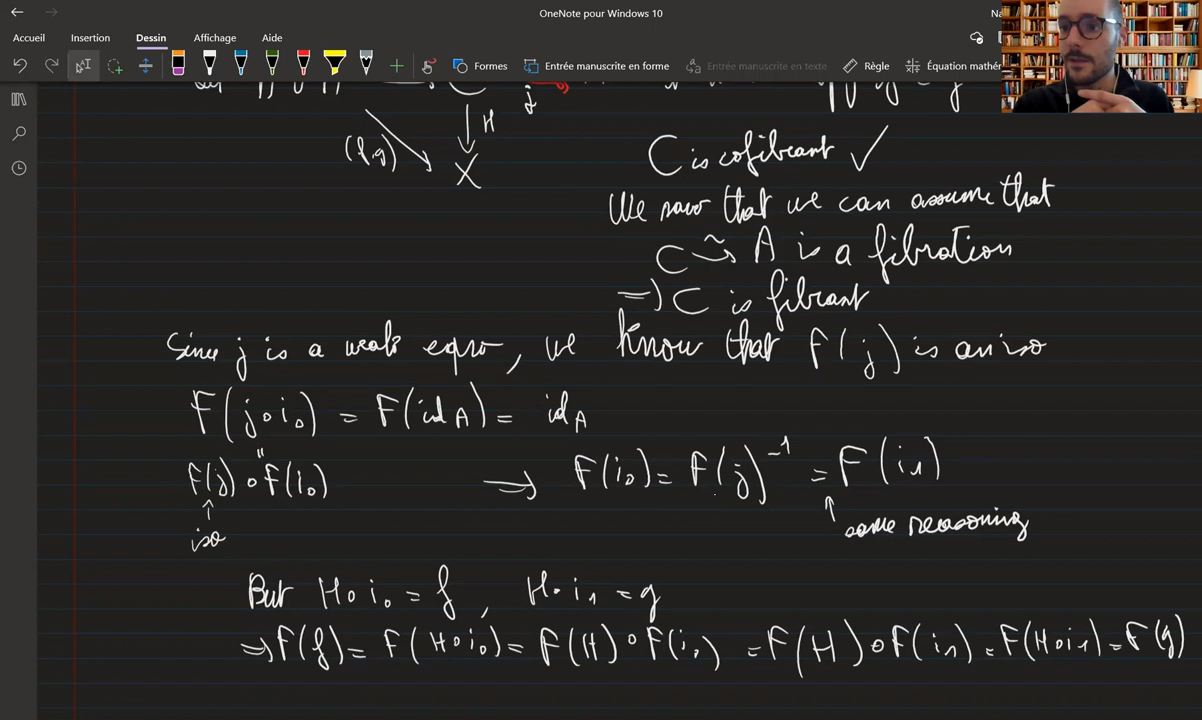 OneNote pour Windows 10
Accueil Insertion Dessin Affichage Aide
Formes Entrée manuscrite en forme Entrée manuscrite en texte Règle Équation mathém
j
H
(f,g)
X
C is cofibrant ✓
We saw that we can assume that
C ⥲ A is a fibration
=> C is fibrant
Since j is a weak equiv, we know that F(j) is an iso
F(j∘i₀) = F(id_A) = id_A
"
F(j)∘F(i₀) → F(i₀) = F(j)⁻¹ = F(i₁)
↑ iso ↑ same reasoning
But H∘i₀ = f, H∘i₁ = g
=> F(f) = F(H∘i₀) = F(H)∘F(i₀) = F(H)∘F(i₁) = F(H∘i₁) = F(g)